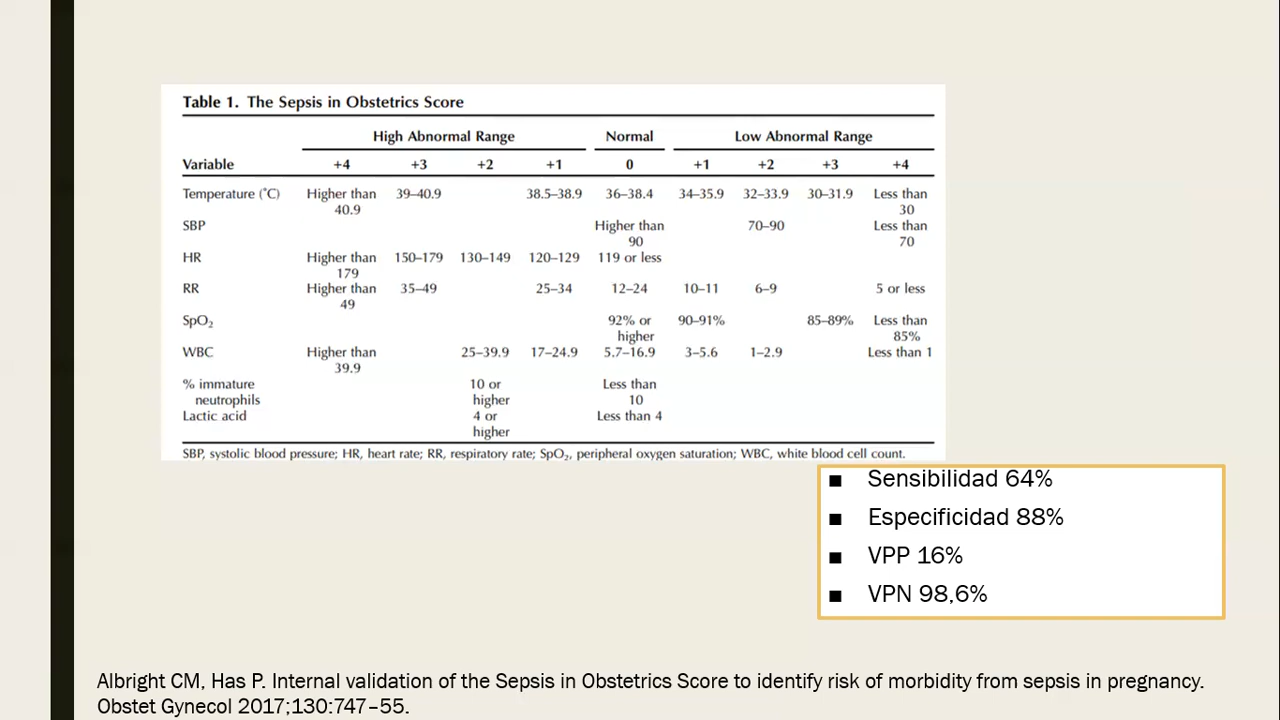 Table 1. The Sepsis in Obstetrics Score
High Abnormal Range Normal Low Abnormal Range
Variable +4 +3 +2 +1 0 +1 +2 +3 +4
Temperature (°C) Higher than 39–40.9 38.5–38.9 36–38.4 34–35.9 32–33.9 30–31.9 Less than
40.9 30
SBP Higher than 70–90 Less than
90 70
HR Higher than 150–179 130–149 120–129 119 or less
179
RR Higher than 35–49 25–34 12–24 10–11 6–9 5 or less
49
SpO₂ 92% or 90–91% 85–89% Less than
higher 85%
WBC Higher than 25–39.9 17–24.9 5.7–16.9 3–5.6 1–2.9 Less than 1
39.9
% immature 10 or Less than
neutrophils higher 10
Lactic acid 4 or Less than 4
higher
SBP, systolic blood pressure; HR, heart rate; RR, respiratory rate; SpO₂, peripheral oxygen saturation; WBC, white blood cell count.
■ Sensibilidad 64%
■ Especificidad 88%
■ VPP 16%
■ VPN 98,6%
Albright CM, Has P. Internal validation of the Sepsis in Obstetrics Score to identify risk of morbidity from sepsis in pregnancy.
Obstet Gynecol 2017;130:747–55.